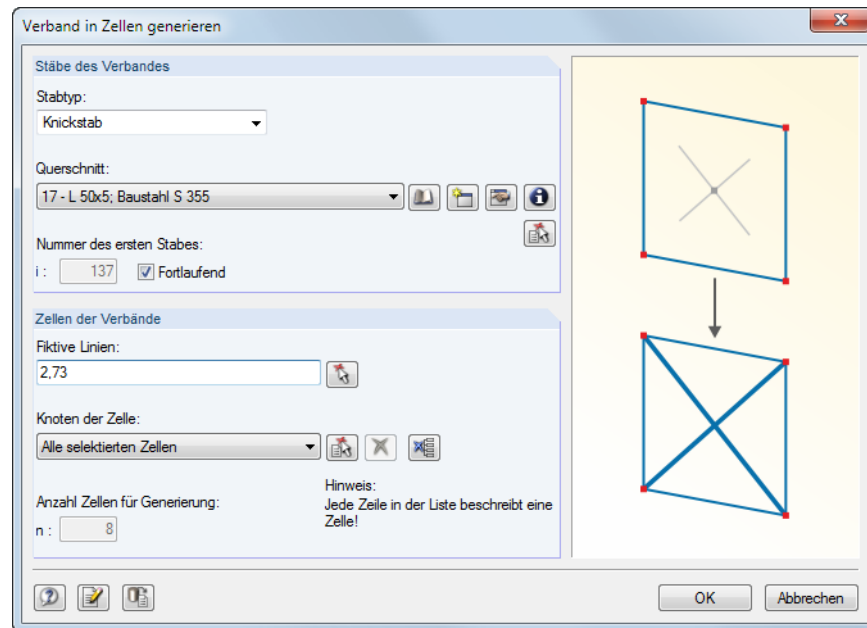 Verband in Zellen generieren
Stäbe des Verbandes
Stabtyp:
Knickstab
Querschnitt:
17 - L 50x5; Baustahl S 355
Nummer des ersten Stabes:
i : 137 Fortlaufend
Zellen der Verbände
Fiktive Linien:
2,73
Knoten der Zelle:
Alle selektierten Zellen
Anzahl Zellen für Generierung:
n : 8
Hinweis:
Jede Zeile in der Liste beschreibt eine
Zelle!
OK
Abbrechen